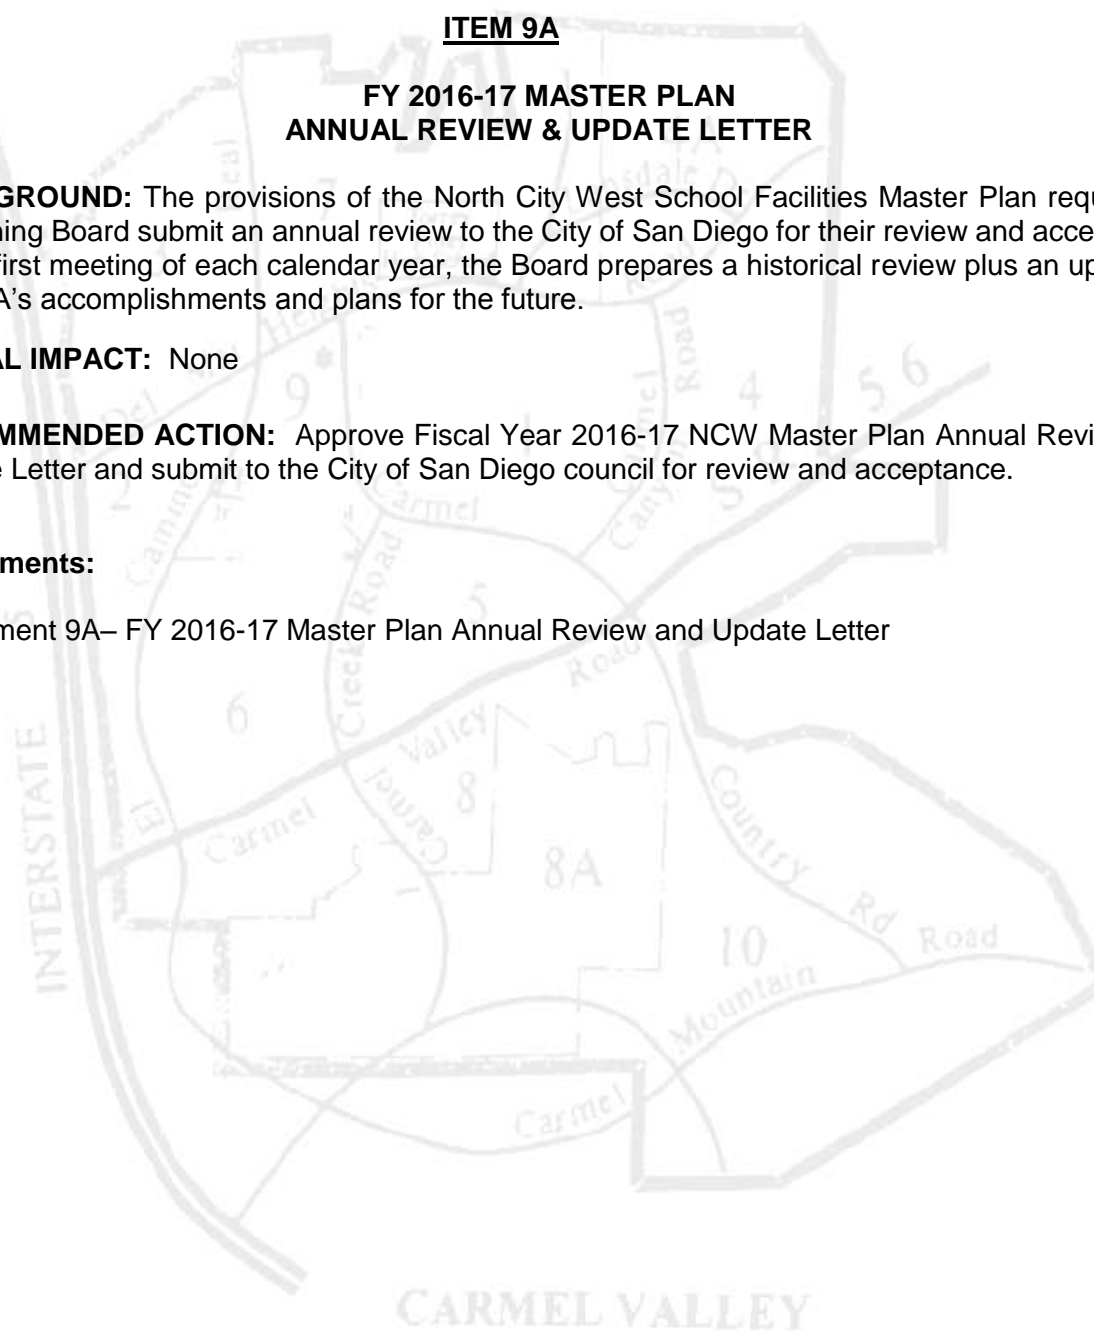 ITEM 9A
FY 2016-17 MASTER PLAN
ANNUAL REVIEW & UPDATE LETTER
GROUND: The provisions of the North City West School Facilities Master Plan requ
ning Board submit an annual review to the City of San Diego for their review and acce
first meeting of each calendar year, the Board prepares a historical review plus an up
A’s accomplishments and plans for the future.
AL IMPACT: None
MMENDED ACTION: Approve Fiscal Year 2016-17 NCW Master Plan Annual Revi
e Letter and submit to the City of San Diego council for review and acceptance.
ments:
ment 9A– FY 2016-17 Master Plan Annual Review and Update Letter
Road
9
4
5
6
Carmel
Creek Road
5
6
Road
Valley
Carmel
8
Carmel
El
Country
Rd
8A
INTERSTATE
10
Road
Mountain
Carmel
CARMEL VALLEY